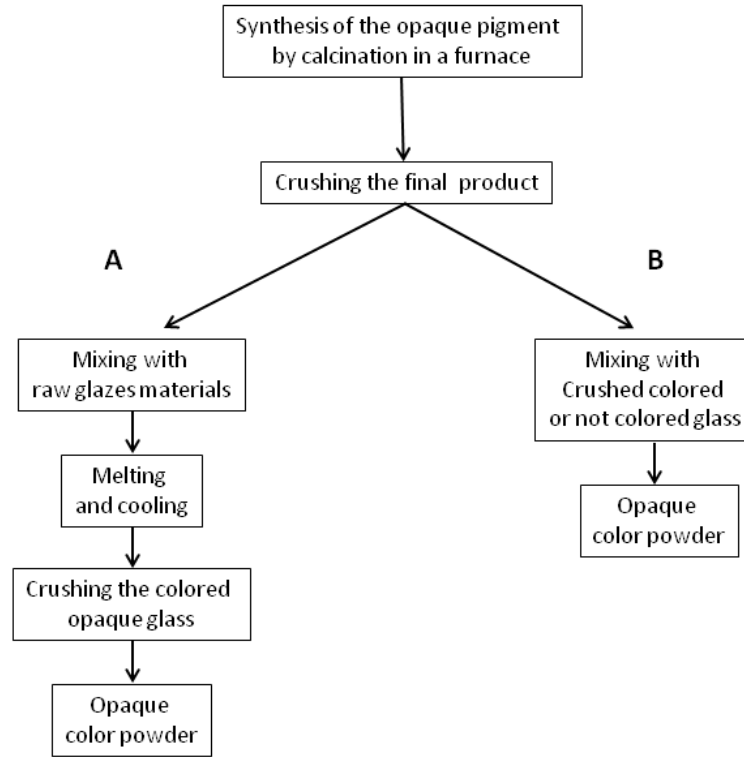 Synthesis of the opaque pigment
by calcination in a furnace
Crushing the final product
A
B
Mixing with
raw glazes materials
Melting
and cooling
Crushing the colored
opaque glass
Opaque
color powder
Mixing with
Crushed colored
or not colored glass
Opaque
color powder